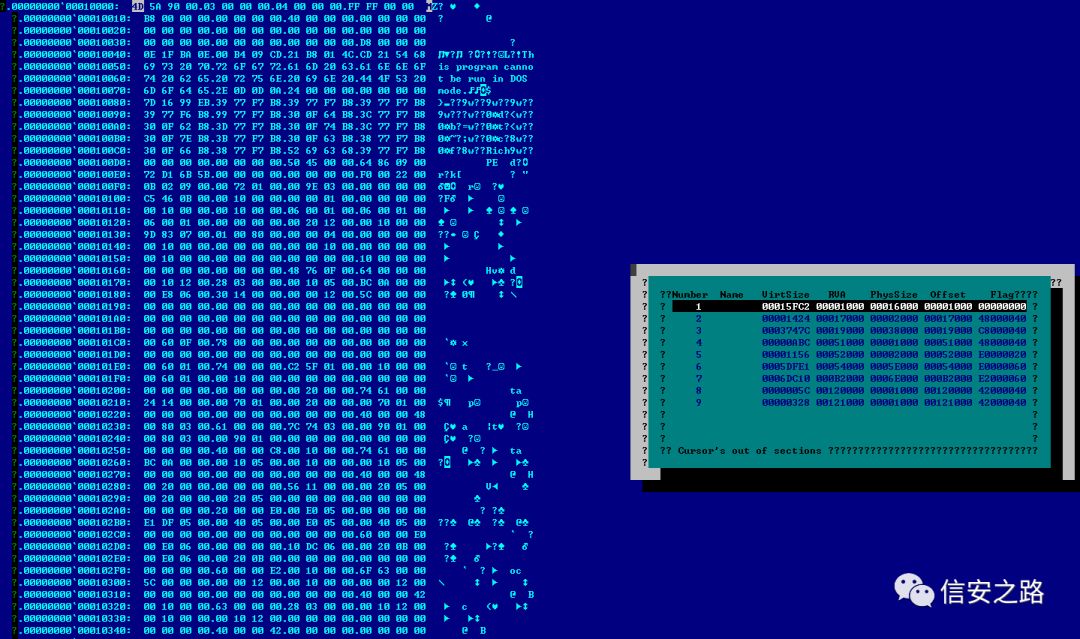 ?.00000000`00010000: 4D 5A 90 00.03 00 00 00.04 00 00 00.FF FF 00 00 MZ? ♥ ♦
?.00000000`00010010: B8 00 00 00.00 00 00 00.40 00 00 00.00 00 00 00 ? @
?.00000000`00010020: 00 00 00 00.00 00 00 00.00 00 00 00.00 00 00 00
?.00000000`00010030: 00 00 00 00.00 00 00 00.00 00 00 00.D8 00 00 00 ?
?.00000000`00010040: 0E 1F BA 0E.00 B4 09 CD.21 B8 01 4C.CD 21 54 68
?.00000000`00010050: 69 73 20 70.72 6F 67 72.61 6D 20 63.61 6E 6E 6F is program canno
?.00000000`00010060: 74 20 62 65.20 72 75 6E.20 69 6E 20.44 4F 53 20 t be run in DOS
?.00000000`00010070: 6D 6F 64 65.2E 0D 0D 0A.24 00 00 00.00 00 00 00 mode.♪♪◙$
?.00000000`00010080: 7D 16 99 EB.39 77 F7 B8.39 77 F7 B8.39 77 F7 B8 }▬??9w??9w??9w??
?.00000000`00010090: 39 77 F6 B8.99 77 F7 B8.30 0F 64 B8.3C 77 F7 B8
?.00000000`000100A0: 30 0F 62 B8.3D 77 F7 B8.30 0F 74 B8.3C 77 F7 B8 0☼b?=w??0☼t?<w??
?.00000000`000100B0: 30 0F 7E B8.3B 77 F7 B8.30 0F 63 B8.38 77 F7 B8 0☼~?;w??0☼c?8w??
?.00000000`000100C0: 30 0F 66 B8.38 77 F7 B8.52 69 63 68.39 77 F7 B8 0☼f?8w??Rich9w??
?.00000000`000100D0: 00 00 00 00.00 00 00 00.50 45 00 00.64 86 09 00 PE d?○
?.00000000`000100E0: 72 D1 6B 5B.00 00 00 00.00 00 00 00.F0 00 22 00 r?k[ ? "
?.00000000`000100F0: 0B 02 09 00.00 72 01 00.00 9E 03 00.00 00 00 00
?.00000000`00010100: C5 46 0B 00.00 10 00 00.00 00 01 00.00 00 00 00
?.00000000`00010110: 00 10 00 00.00 10 00 00.06 00 01 00.06 00 01 00
?.00000000`00010120: 06 00 01 00.00 00 00 00.00 20 12 00.00 10 00 00
?.00000000`00010130: 9D 83 07 00.01 00 80 00.00 00 04 00.00 00 00 00
?.00000000`00010140: 00 10 00 00.00 00 00 00.00 10 00 00.00 00 00 00
?.00000000`00010150: 00 10 00 00.00 00 00 00.00 00 00 00.10 00 00 00
?.00000000`00010160: 00 00 00 00.00 00 00 00.48 76 0F 00.64 00 00 00 Hv☼ d
?.00000000`00010170: 00 10 12 00.28 03 00 00.00 10 05 00.BC 0A 00 00
?.00000000`00010180: 00 E8 06 00.30 14 00 00.00 00 12 00.5C 00 00 00
?.00000000`00010190: 00 00 00 00.00 00 00 00.00 00 00 00.00 00 00 00
?.00000000`000101A0: 00 00 00 00.00 00 00 00.00 00 00 00.00 00 00 00
?.00000000`000101B0: 00 00 00 00.00 00 00 00.00 00 00 00.00 00 00 00
?.00000000`000101C0: 00 60 0F 00.78 00 00 00.00 00 00 00.00 00 00 00 `☼ x
?.00000000`000101D0: 00 00 00 00.00 00 00 00.00 00 00 00.00 00 00 00
?.00000000`000101E0: 00 60 01 00.74 00 00 00.C2 5F 01 00.00 10 00 00 `☺ t ?_☺ ►
?.00000000`000101F0: 00 60 01 00.00 10 00 00.00 00 00 00.00 00 00 00 `☺ ►
?.00000000`00010200: 00 00 00 00.00 00 00 00.20 00 00 00.74 61 00 00 ta
?.00000000`00010210: 24 14 00 00.00 70 01 00.00 20 00 00.00 70 01 00 $¶ p☺ p☺
?.00000000`00010220: 00 00 00 00.00 00 00 00.00 00 00 00.40 00 00 48 @ H
?.00000000`00010230: 00 80 03 00.61 00 00 00.7C 74 03 00.00 90 01 00
?.00000000`00010240: 00 80 03 00.00 90 01 00.00 00 00 00.00 00 00 00
?.00000000`00010250: 00 00 00 00.40 00 00 C8.00 10 00 00.74 61 00 00 @ ? ► ta
?.00000000`00010260: BC 0A 00 00.00 10 05 00.00 10 00 00.00 10 05 00
?.00000000`00010270: 00 00 00 00.00 00 00 00.00 00 00 00.40 00 00 48 @ H
?.00000000`00010280: 00 20 00 00.00 00 00 00.56 11 00 00.00 20 05 00
?.00000000`00010290: 00 20 00 00.00 20 05 00.00 00 00 00.00 00 00 00
?.00000000`000102A0: 00 00 00 00.20 00 00 E0.00 E0 05 00.00 00 00 00
?.00000000`000102B0: E1 DF 05 00.00 40 05 00.00 E0 05 00.00 40 05 00 ??♣ @♣ ?♣ @♣
?.00000000`000102C0: 00 00 00 00.00 00 00 00.00 00 00 00.60 00 00 E0 ` ?
?.00000000`000102D0: 00 E0 06 00.00 00 00 00.10 DC 06 00.00 20 0B 00
?.00000000`000102E0: 00 E0 06 00.00 20 0B 00.00 00 00 00.00 00 00 00
?.00000000`000102F0: 00 00 00 00.60 00 00 E2.00 10 00 00.6F 63 00 00 ` ? ► oc
?.00000000`00010300: 5C 00 00 00.00 00 12 00.00 10 00 00.00 00 12 00 \ ↕ ► ↕
?.00000000`00010310: 00 00 00 00.00 00 00 00.00 00 00 00.40 00 00 42 @ B
?.00000000`00010320: 00 10 00 00.63 00 00 00.28 03 00 00.00 10 12 00 ► c (♥ ►↕
?.00000000`00010330: 00 10 00 00.00 10 12 00.00 00 00 00.00 00 00 00 ► ►↕
?.00000000`00010340: 00 00 00 00.40 00 00 42.00 00 00 00.00 00 00 00 @ B
??Number Name VirtSize RVA PhysSize Offset Flag????
1 00015FC2 00001000 00016000 00001000 00000000
2 00001424 00017000 00002000 00017000 48000040
3 0003747C 00019000 00038000 00019000 C8000040
4 00000ABC 00051000 00001000 00051000 48000040
5 00001156 00052000 00002000 00052000 E0000020
6 0005DFE1 00054000 0005E000 00054000 E0000060
7 0006DC10 000B2000 0006E000 000B2000 E2000060
8 0000005C 00120000 00001000 00120000 42000040
9 00000328 00121000 00001000 00121000 42000040
?? Cursor's out of sections ???????????????????????????????????
信安之路